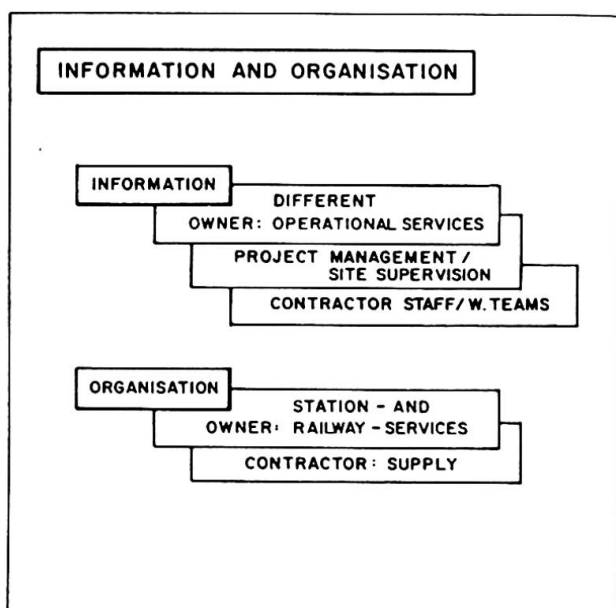 INFORMATION AND ORGANISATION
INFORMATION
DIFFERENT
OWNER: OPERATIONAL SERVICES
PROJECT MANAGEMENT/
SITE SUPERVISION
CONTRACTOR STAFF/W.TEAMS
ORGANISATION
STATION - AND
OWNER: RAILWAY - SERVICES
CONTRACTOR: SUPPLY